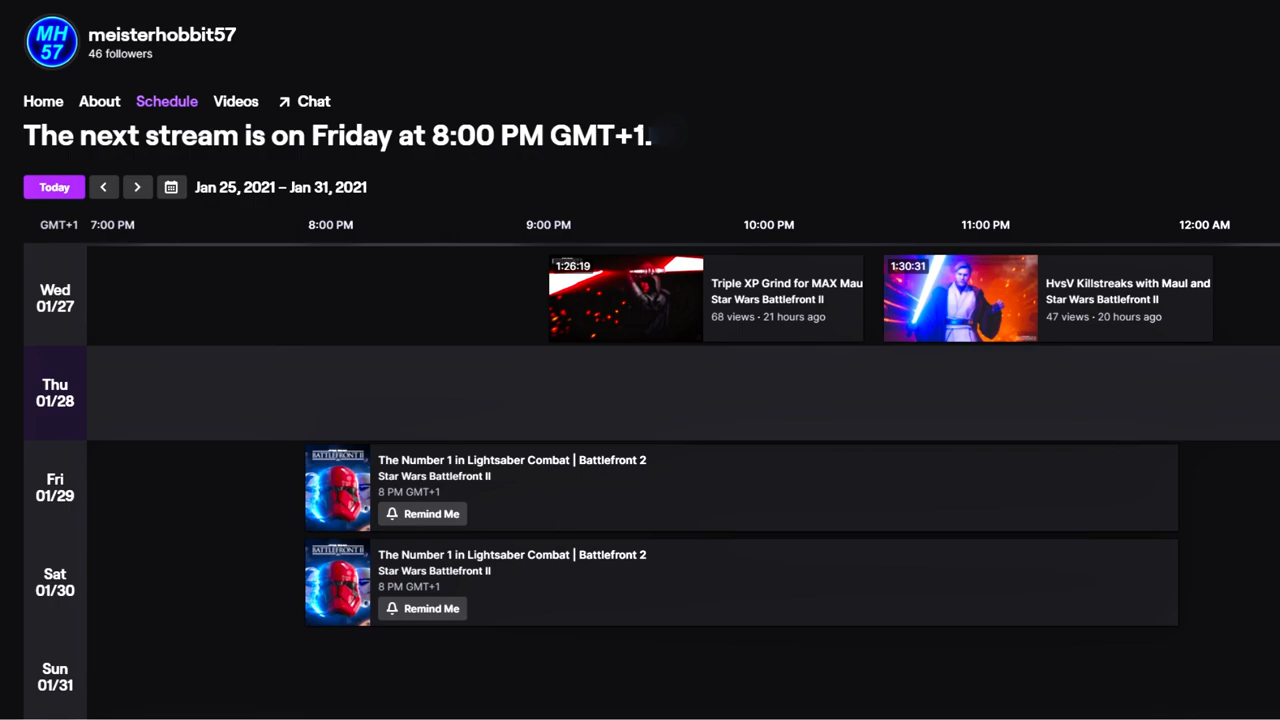 MH
57
meisterhobbit57
46 followers
Home About Schedule Videos Chat
The next stream is on Friday at 8:00 PM GMT+1.
Today Jan 25, 2021 – Jan 31, 2021
GMT+1 7:00 PM 8:00 PM 9:00 PM 10:00 PM 11:00 PM 12:00 AM
Wed
01/27
1:26:19
Triple XP Grind for MAX Mau
Star Wars Battlefront II
68 views · 21 hours ago
1:30:31
HvsV Killstreaks with Maul and
Star Wars Battlefront II
47 views · 20 hours ago
Thu
01/28
Fri
01/29
BATTLEFRONT II
The Number 1 in Lightsaber Combat | Battlefront 2
Star Wars Battlefront II
8 PM GMT+1
Remind Me
Sat
01/30
BATTLEFRONT II
The Number 1 in Lightsaber Combat | Battlefront 2
Star Wars Battlefront II
8 PM GMT+1
Remind Me
Sun
01/31